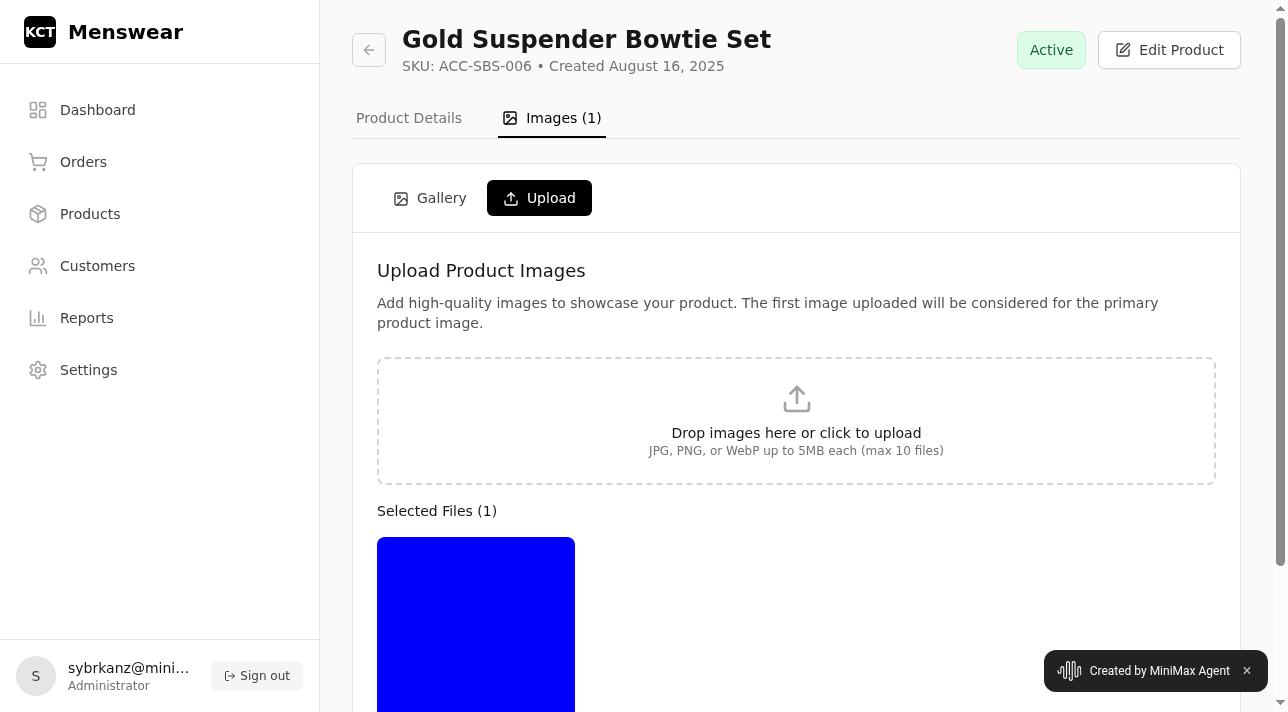 KCT Menswear
Dashboard
Orders
Products
Customers
Reports
Settings
S
sybrkanz@mini...
Administrator
Sign out
Gold Suspender Bowtie Set
SKU: ACC-SBS-006 • Created August 16, 2025
Active
Edit Product
Product Details
Images (1)
Gallery
Upload
Upload Product Images
Add high-quality images to showcase your product. The first image uploaded will be considered for the primary
product image.
Drop images here or click to upload
JPG, PNG, or WebP up to 5MB each (max 10 files)
Selected Files (1)
Created by MiniMax Agent